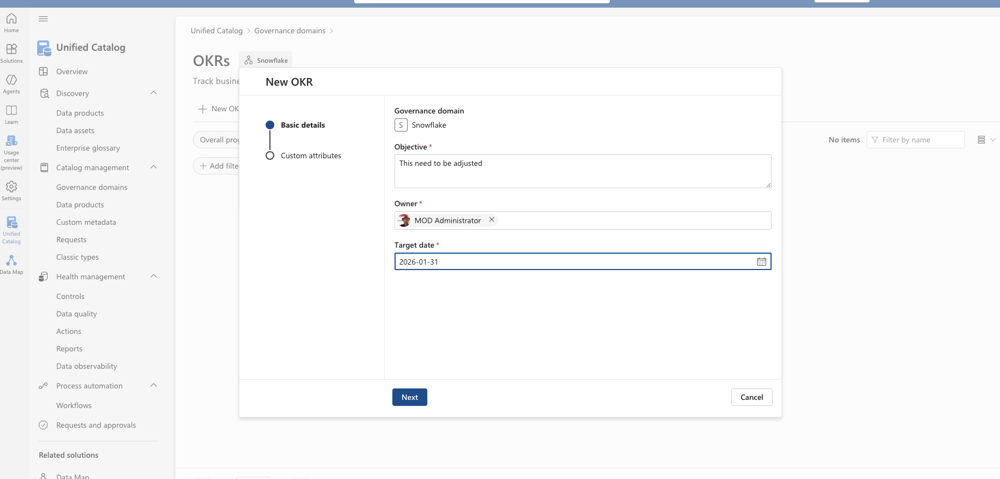 Home
Solutions
Agents
Learn
Usage
center
(preview)
Settings
Unified
Catalog
Data Map
Unified Catalog
Overview
Discovery
Data products
Data assets
Enterprise glossary
Catalog management
Governance domains
Data products
Custom metadata
Requests
Classic types
Health management
Controls
Data quality
Actions
Reports
Data observability
Process automation
Workflows
Requests and approvals
Related solutions
Data Map
Unified Catalog > Governance domains >
OKRs Snowflake
Track busine
New OK
Overall prog
Add filte
No items Filter by name
New OKR
Basic details
Custom attributes
Governance domain
S Snowflake
Objective *
This need to be adjusted
Owner *
MOD Administrator
Target date *
2026-01-31
Next Cancel